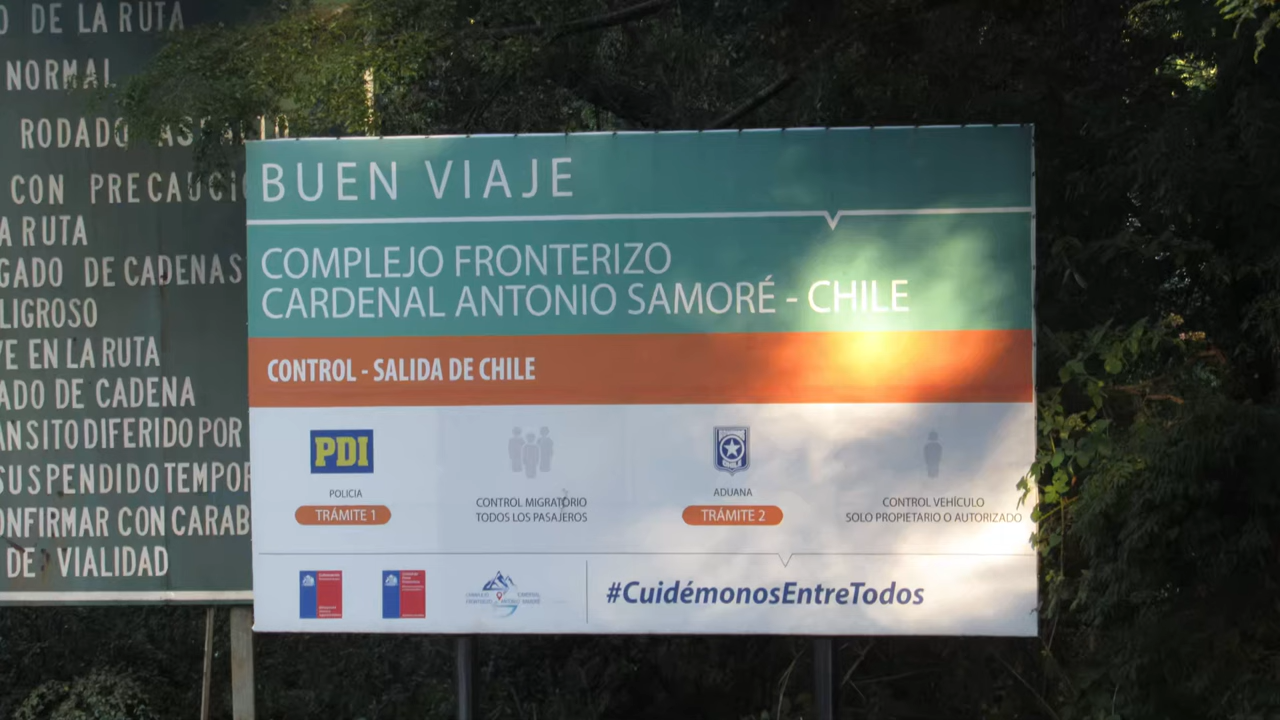 DE LA RUTA
NORMAL
RODADO
CON PRECAUCI
A RUTA
GADO DE CADENAS
LIGROSO
VE EN LA RUTA
ADO DE CADENA
ANSITO DIFERIDO POR
SUSPENDIDO TEMPOR
ONFIRMAR CON CARAB
DE VIALIDAD
BUEN VIAJE
COMPLEJO FRONTERIZO
CARDENAL ANTONIO SAMORÉ - CHILE
CONTROL - SALIDA DE CHILE
PDI
POLICIA
TRÁMITE 1
CONTROL MIGRATÓRIO
TODOS LOS PASAJEROS
ADUANA
TRÁMITE 2
CONTROL VEHÍCULO
SOLO PROPIETARIO O AUTORIZADO
#CuidémonosEntreTodos